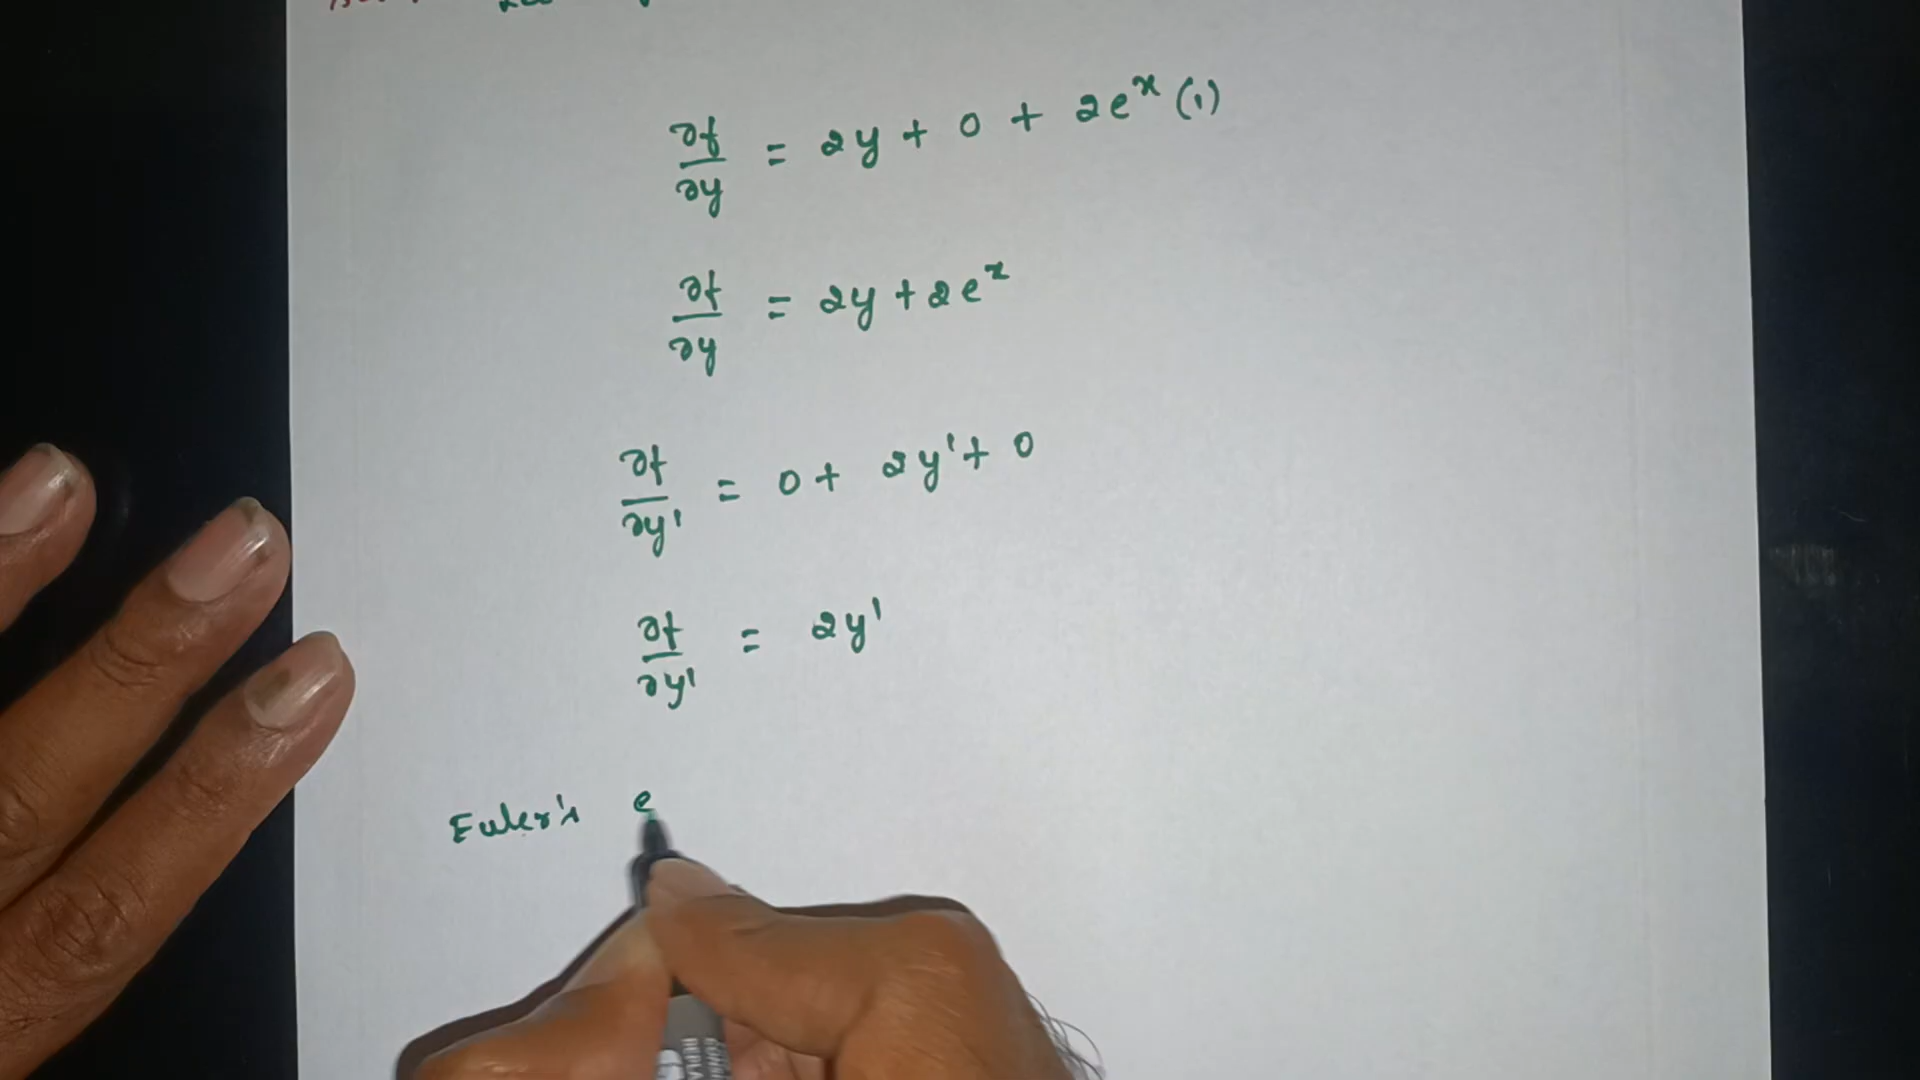 ∂f/∂y = 2y + 0 + 2e^x (1)
∂f/∂y = 2y + 2e^x
∂f/∂y' = 0 + 2y' + 0
∂f/∂y' = 2y'
Euler's e